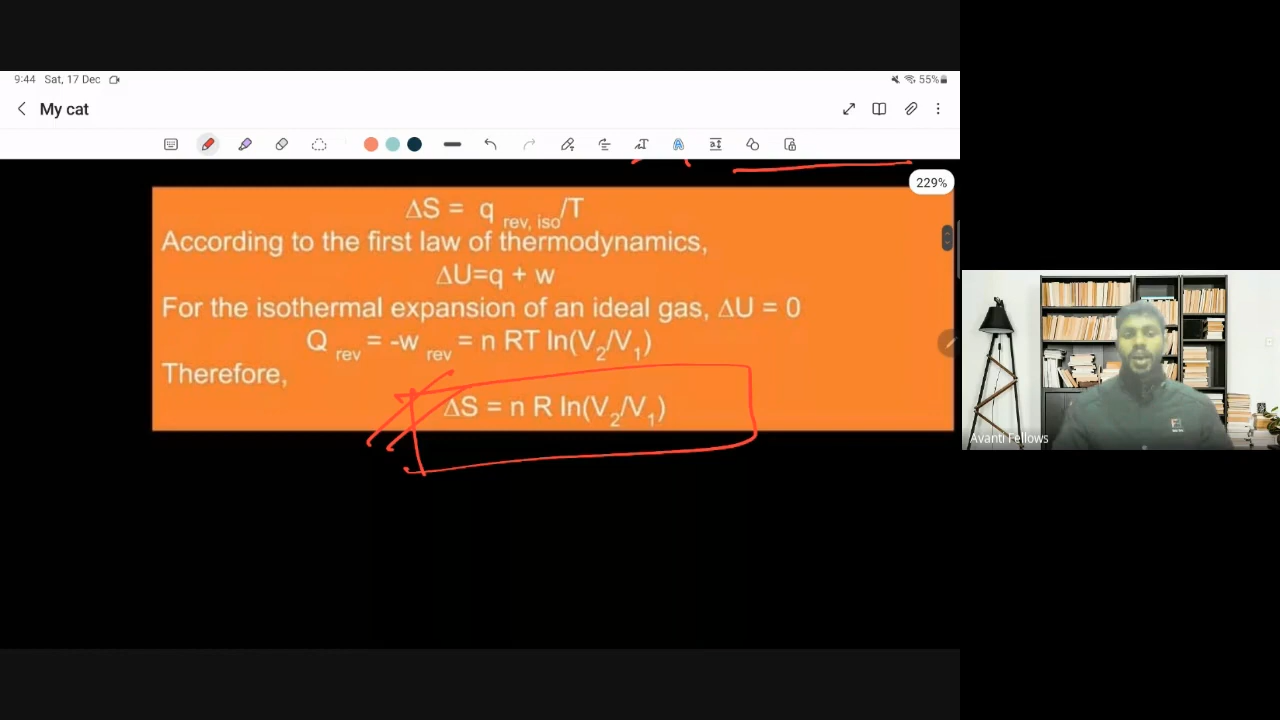 9:44 Sat, 17 Dec 55%
My cat
229%
ΔS = q rev, iso/T
According to the first law of thermodynamics,
ΔU=q + w
For the isothermal expansion of an ideal gas, ΔU = 0
Q rev = -w rev = n RT ln(V₂/V₁)
Therefore,
ΔS = n R ln(V₂/V₁)
Avanti Fellows